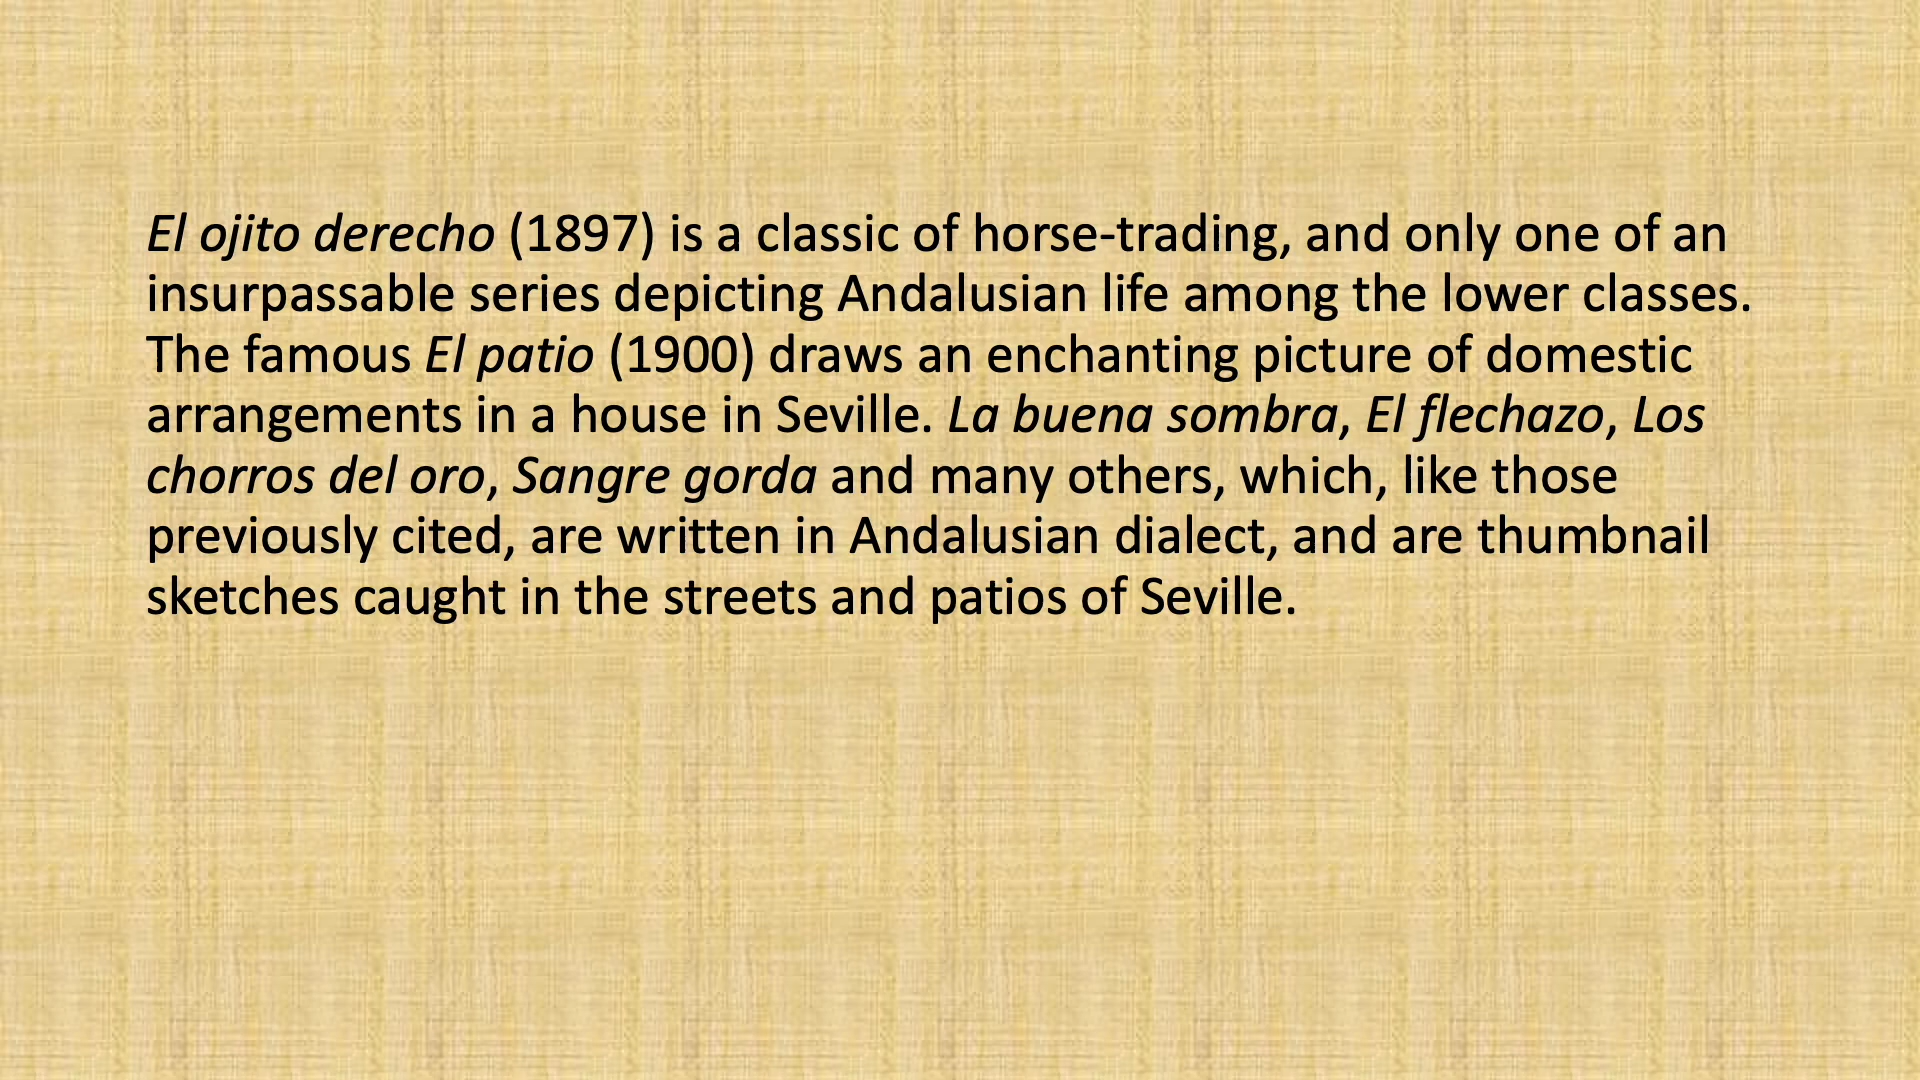 El ojito derecho (1897) is a classic of horse-trading, and only one of an
insurpassable series depicting Andalusian life among the lower classes.
The famous El patio (1900) draws an enchanting picture of domestic
arrangements in a house in Seville. La buena sombra, El flechazo, Los
chorros del oro, Sangre gorda and many others, which, like those
previously cited, are written in Andalusian dialect, and are thumbnail
sketches caught in the streets and patios of Seville.